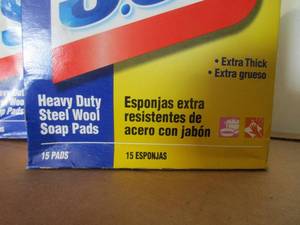 • Extra Thick
• Extra grueso
Heavy Duty
Steel Wool
Soap Pads
Esponjas extra
resistentes de
acero con jabón
15 PADS
15 ESPONJAS